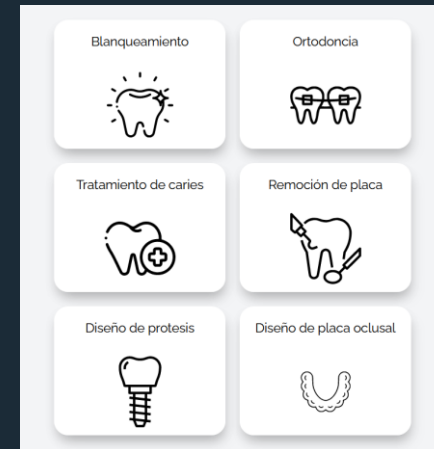 Blanqueamiento
Ortodoncia
Tratamiento de caries
Remoción de placa
Diseño de protesis
Diseño de placa oclusal